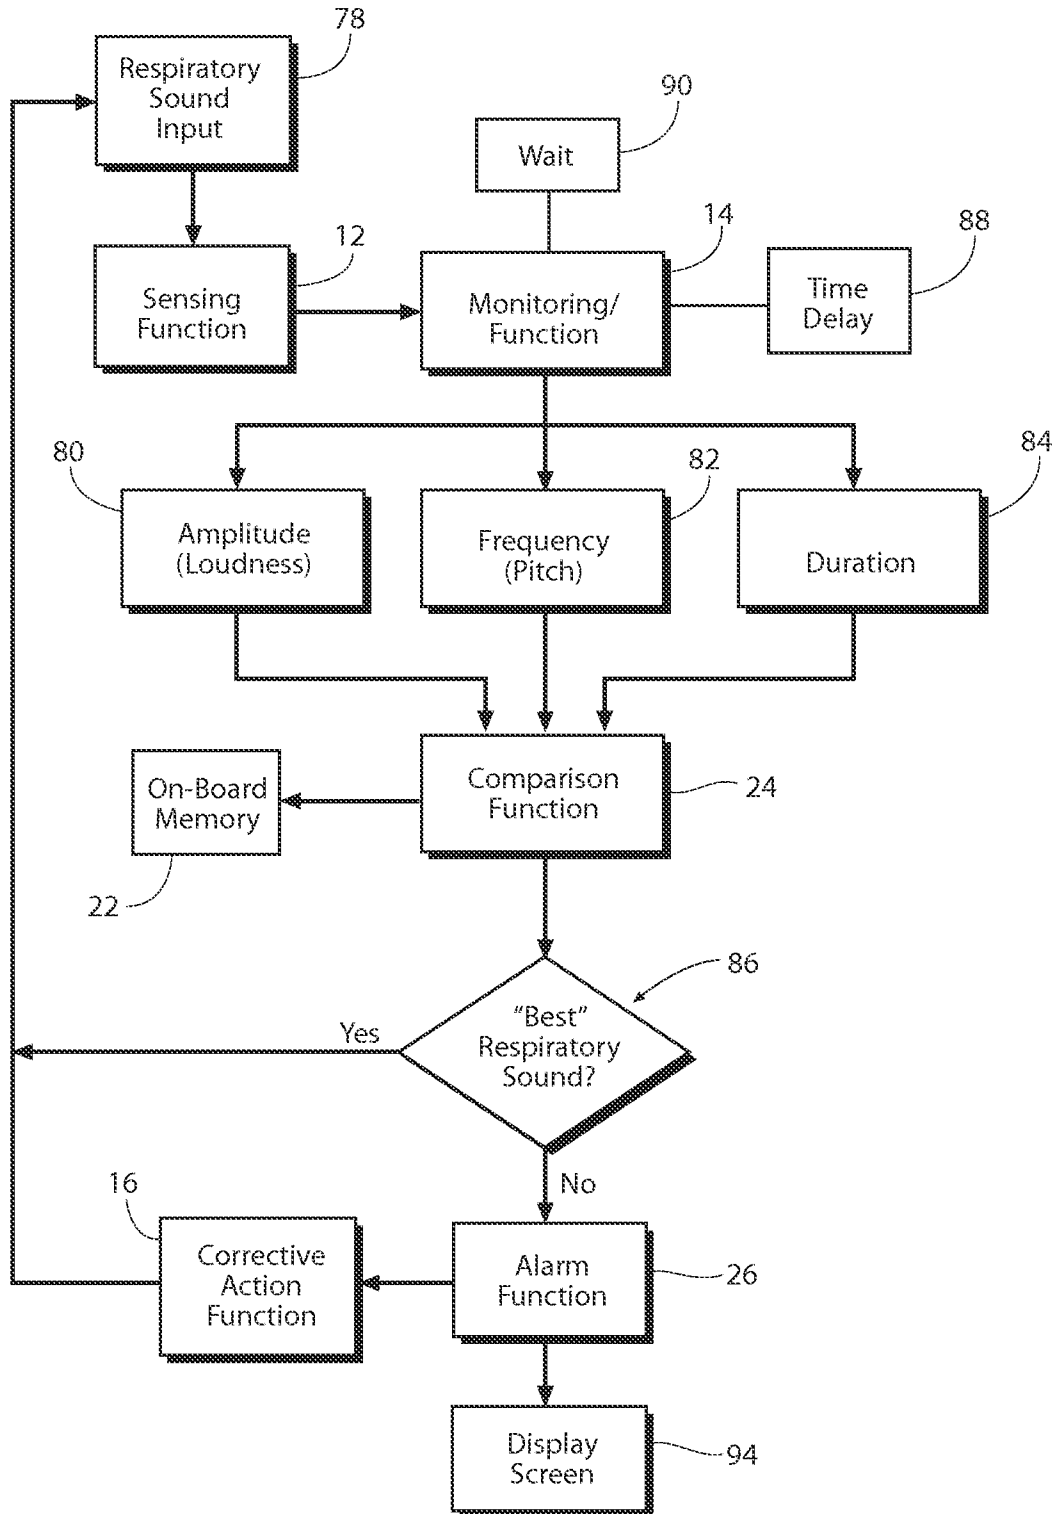 78
Respiratory
Sound
Input
90
Wait
12
14
88
Sensing
Function
Monitoring/
Function
Time
Delay
80
82
84
Amplitude
(Loudness)
Frequency
(Pitch)
Duration
On-Board
Memory
Comparison
Function
24
22
86
"Best"
Respiratory
Sound?
Yes
No
16
Corrective
Action
Function
Alarm
Function
26
Display
Screen
94